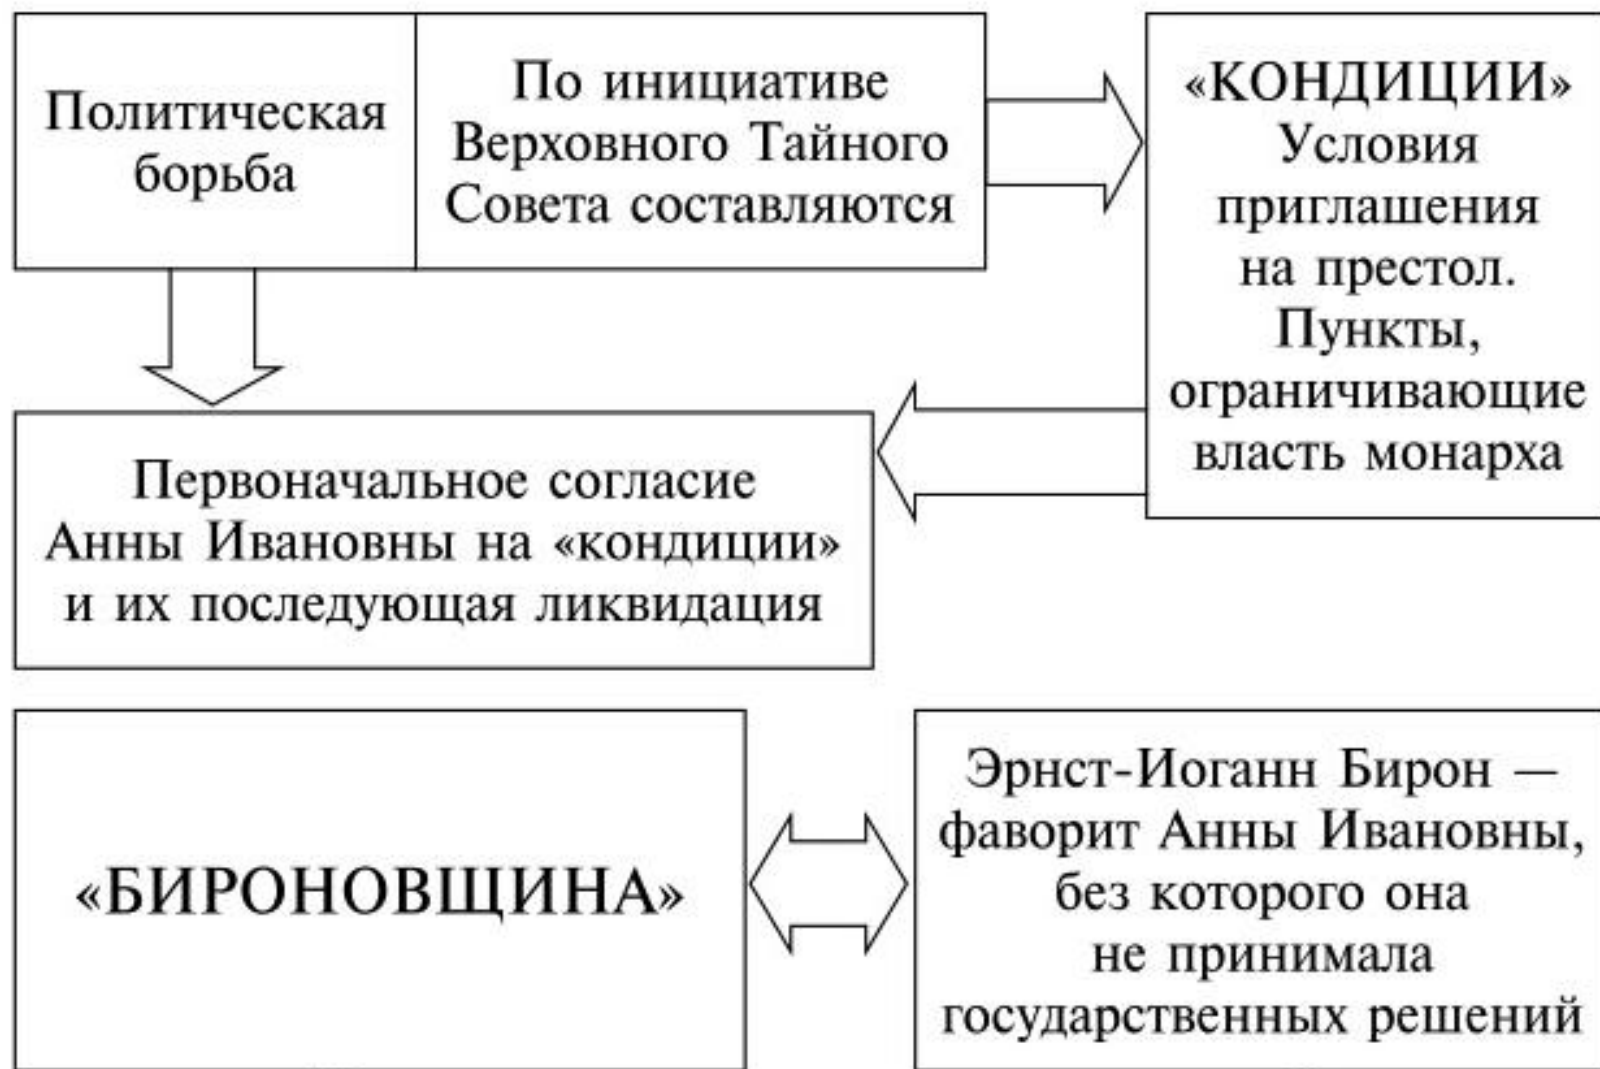 Политическая
борьба
По инициативе
Верховного Тайного
Совета составляются
«КОНДИЦИИ»
Условия
приглашения
на престол.
Пункты,
ограничивающие
власть монарха
Первоначальное согласие
Анны Ивановны на «кондиции»
и их последующая ликвидация
«БИРОНОВЩИНА»
Эрнст-Иоганн Бирон —
фаворит Анны Ивановны,
без которого она
не принимала
государственных решений